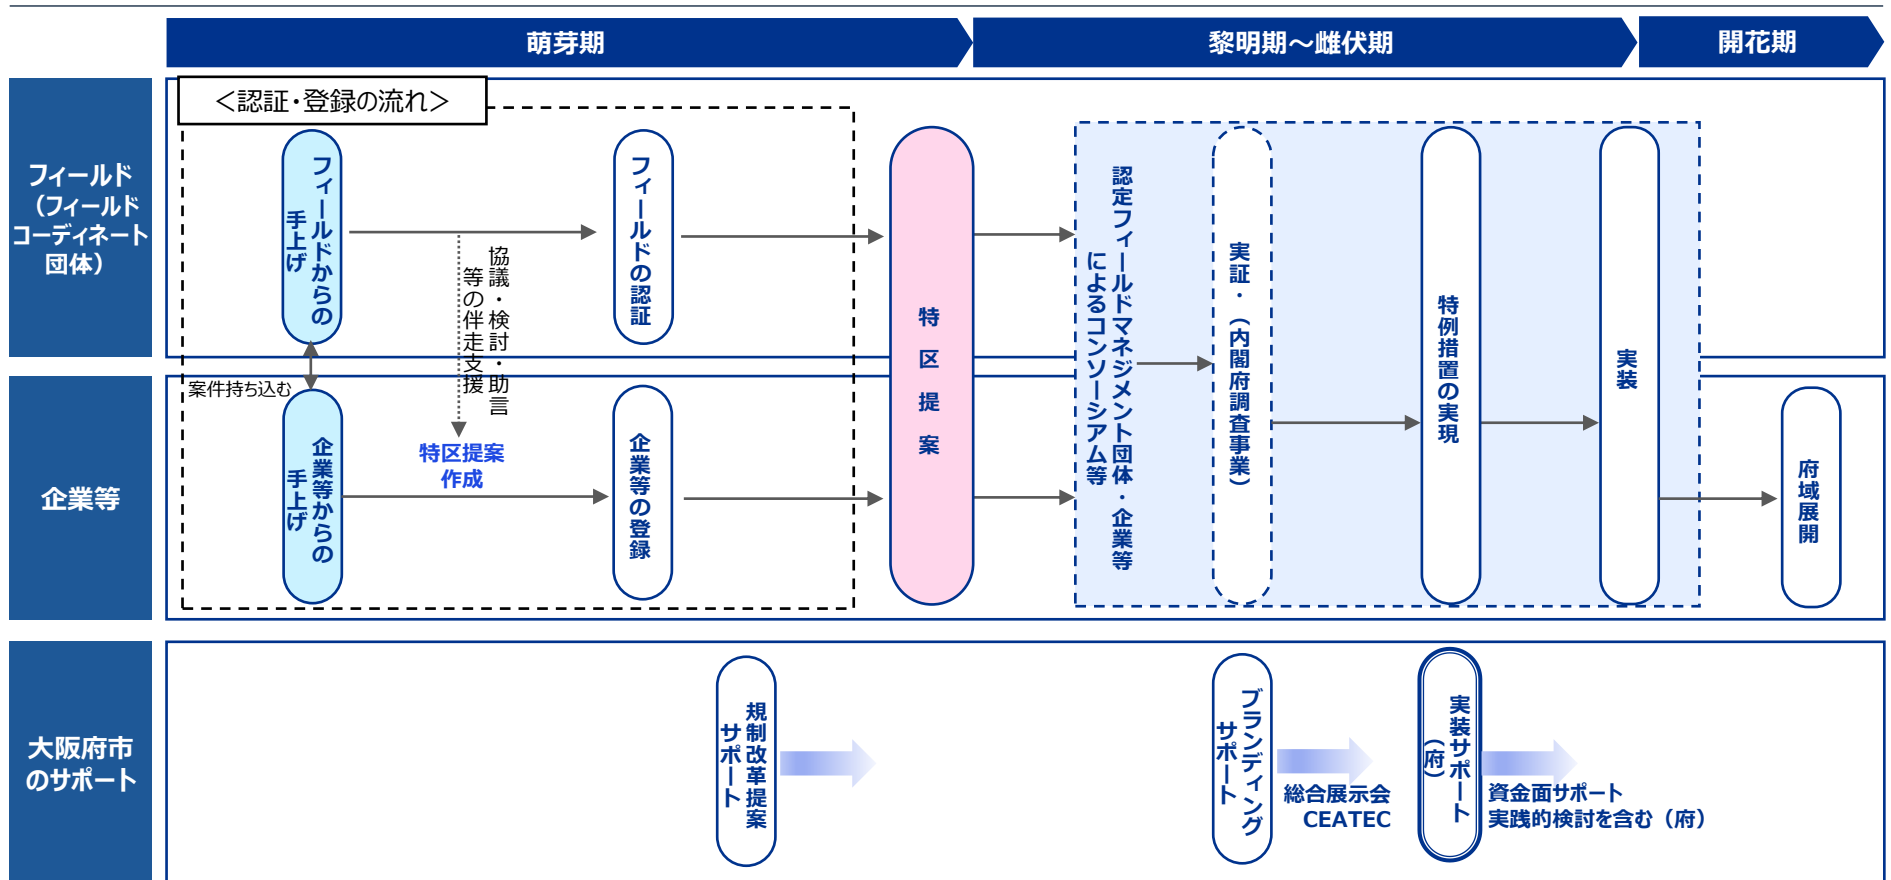 萌芽期
黎明期～雌伏期
開花期
フィールド
（フィールド
コーディネート
団体）
＜認証・登録の流れ＞
フィールドからの
手上げ
協議・検討・助言
等の伴走支援
フィールドの認証
特区提案
認定フィールドマネジメント団体・企業等
によるコンソーシアム等
実証・（内閣府調査事業）
特例措置の実現
実装
企業等
案件持ち込む
企業等からの
手上げ
特区提案
作成
企業等の登録
府域展開
大阪府市
のサポート
規制改革提案
サポート
ブランディング
サポート
総合展示会
CEATEC
実装サポート
（府）
資金面サポート
実践的検討を含む（府）